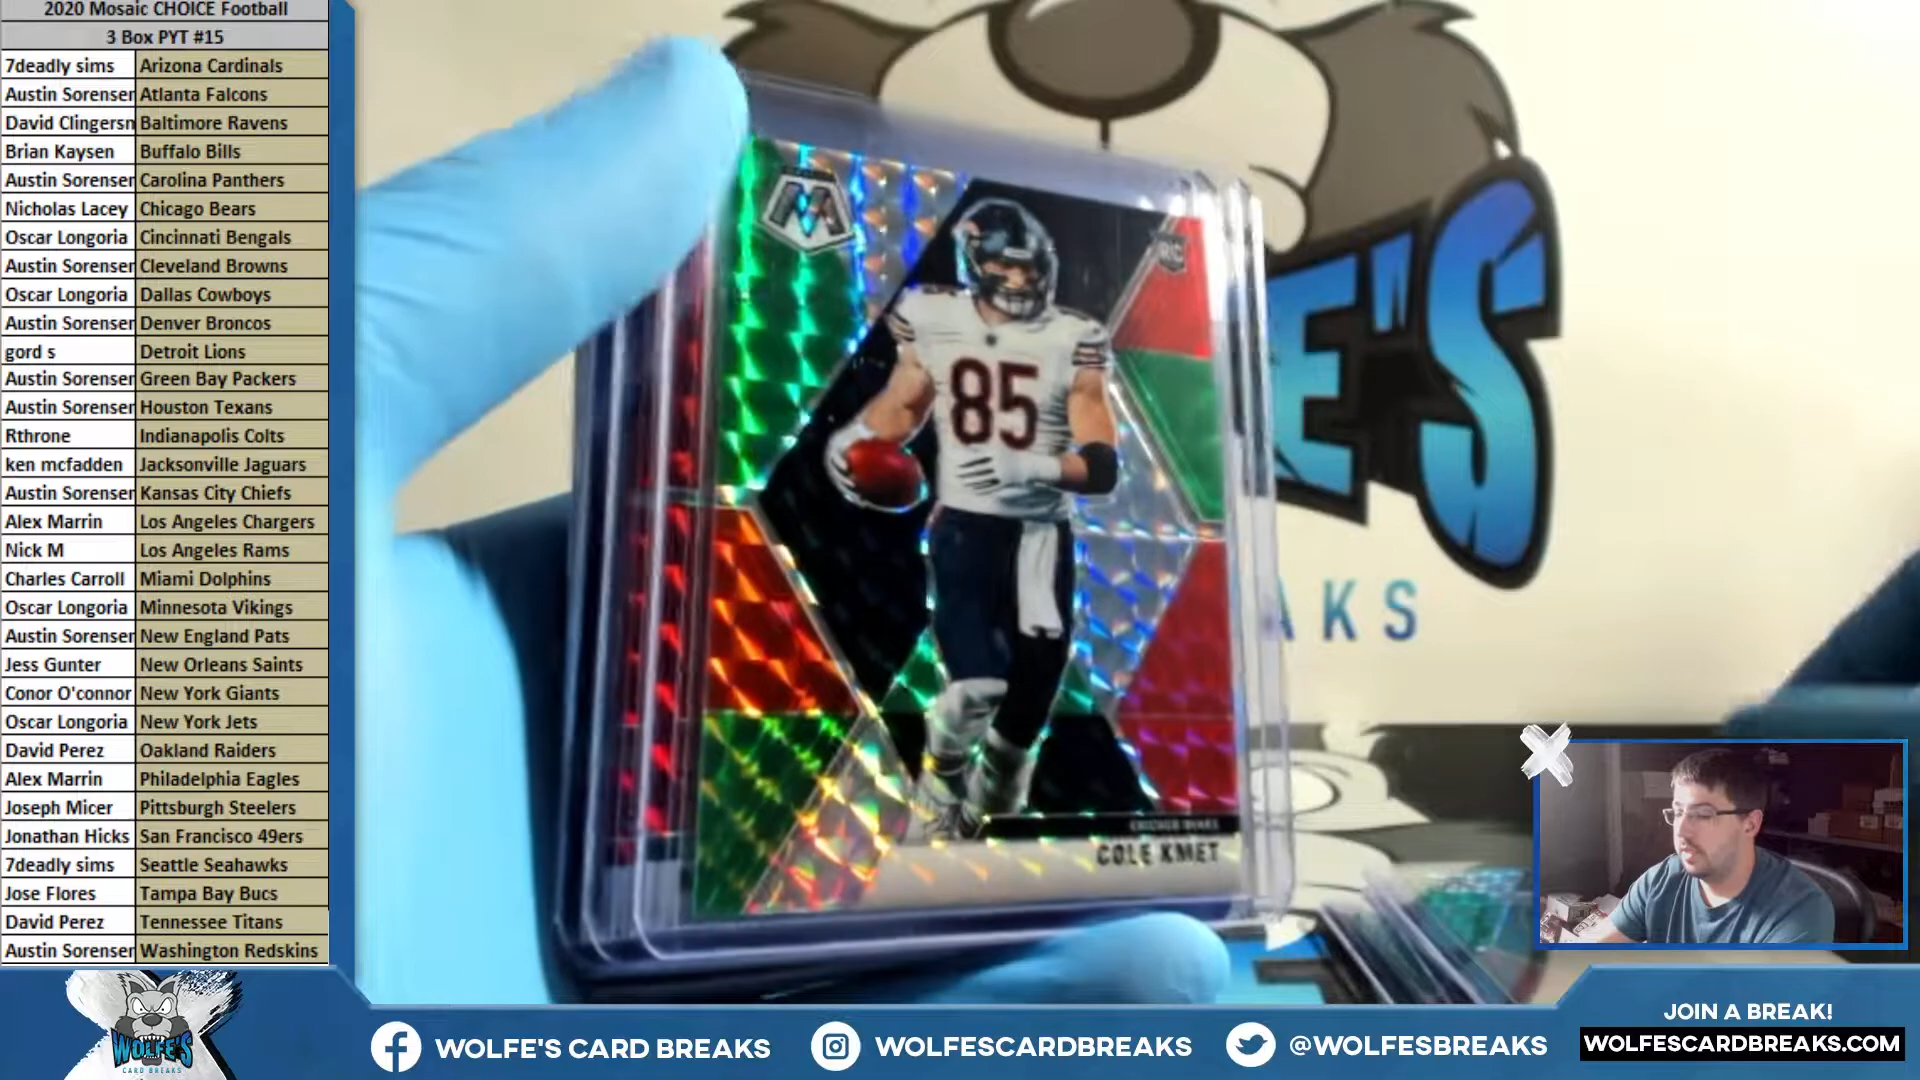 2020 Mosaic CHOICE Football
3 Box PYT #15
7deadly sims Arizona Cardinals
Austin Sorenser Atlanta Falcons
David Clingersn Baltimore Ravens
Brian Kaysen Buffalo Bills
Austin Sorenser Carolina Panthers
Nicholas Lacey Chicago Bears
Oscar Longoria Cincinnati Bengals
Austin Sorenser Cleveland Browns
Oscar Longoria Dallas Cowboys
Austin Sorenser Denver Broncos
gord s Detroit Lions
Austin Sorenser Green Bay Packers
Austin Sorenser Houston Texans
Rthrone Indianapolis Colts
ken mcfadden Jacksonville Jaguars
Austin Sorenser Kansas City Chiefs
Alex Marrin Los Angeles Chargers
Nick M Los Angeles Rams
Charles Carroll Miami Dolphins
Oscar Longoria Minnesota Vikings
Austin Sorenser New England Pats
Jess Gunter New Orleans Saints
Conor O'connor New York Giants
Oscar Longoria New York Jets
David Perez Oakland Raiders
Alex Marrin Philadelphia Eagles
Joseph Micer Pittsburgh Steelers
Jonathan Hicks San Francisco 49ers
7deadly sims Seattle Seahawks
Jose Flores Tampa Bay Bucs
David Perez Tennessee Titans
Austin Sorenser Washington Redskins
M
RC
85
CHICAGO BEARS
COLE KMET
E'S
AKS
WOLFE'S
CARD BREAKS
WOLFE'S CARD BREAKS
WOLFESCARDBREAKS
@WOLFESBREAKS
JOIN A BREAK!
WOLFESCARDBREAKS.COM